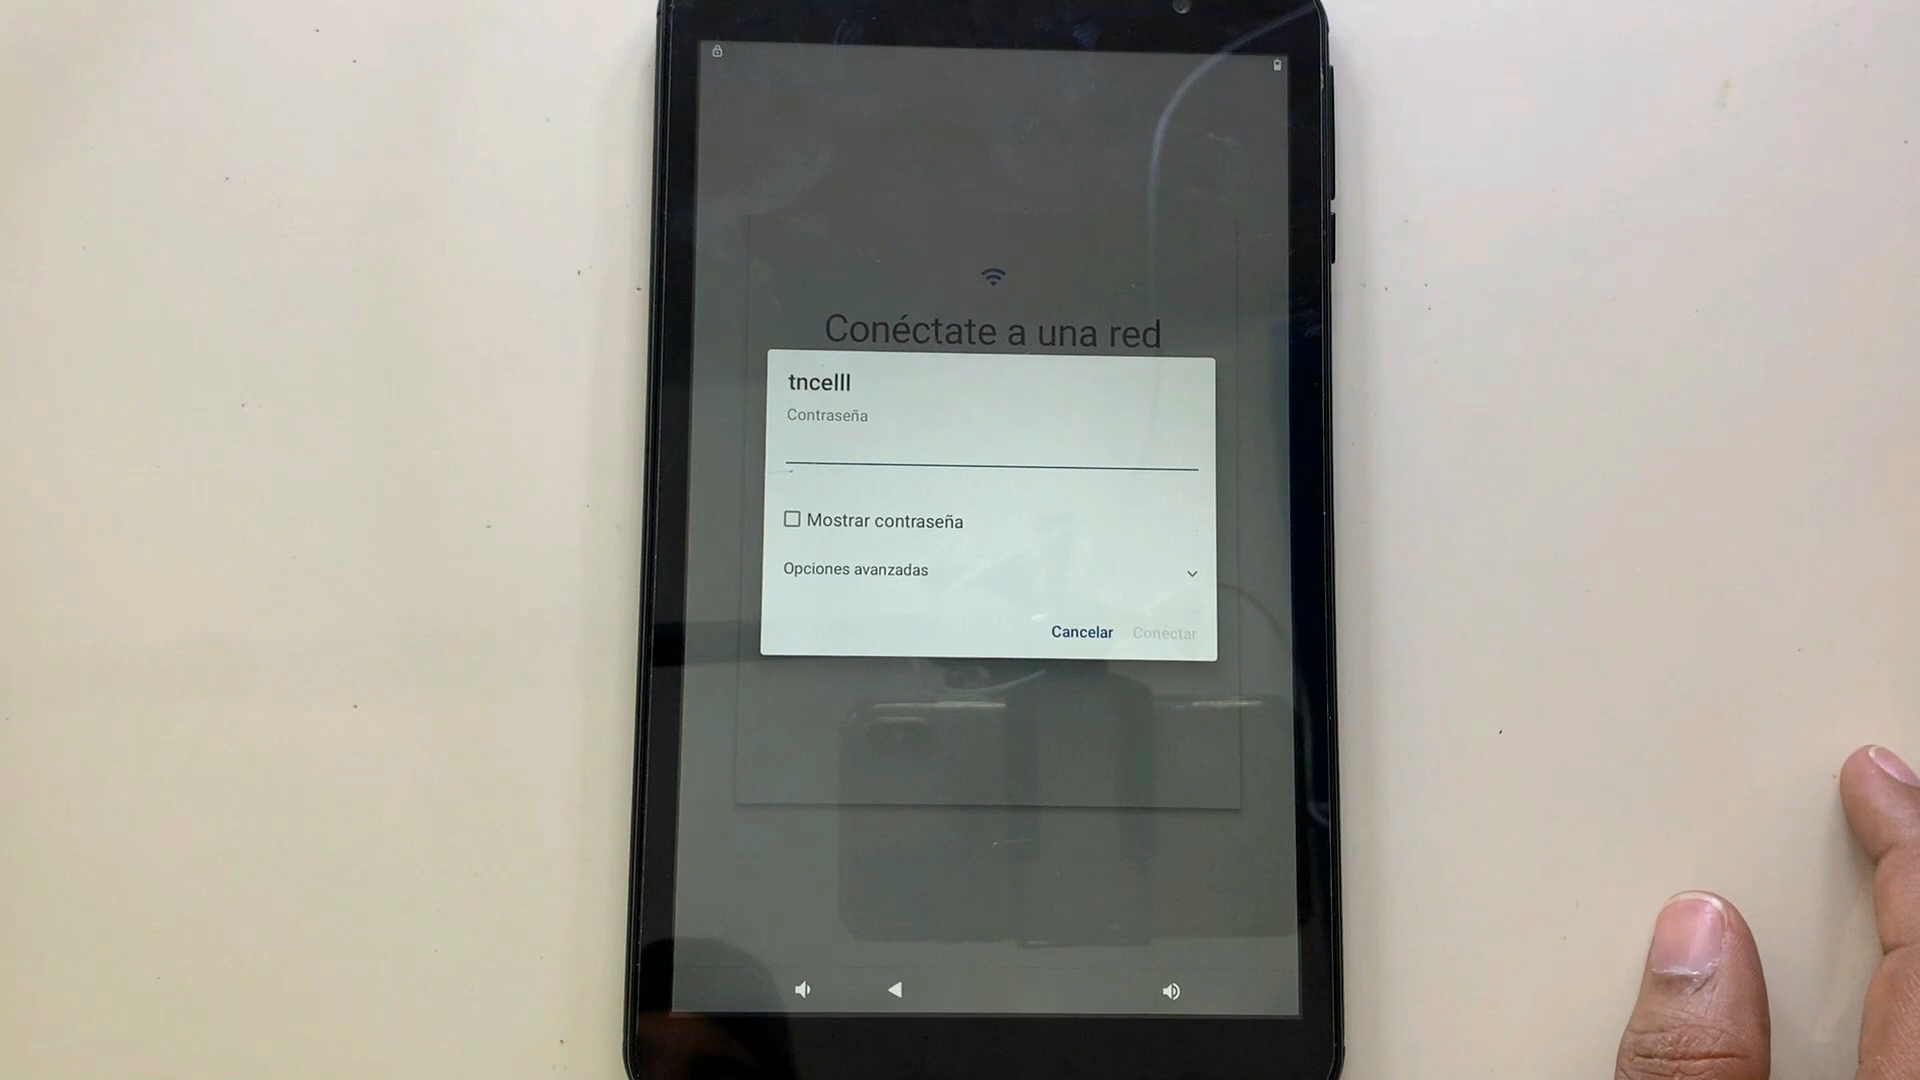 Conéctate a una red
tncelll
Contraseña
Mostrar contraseña
Opciones avanzadas
Cancelar Conectar